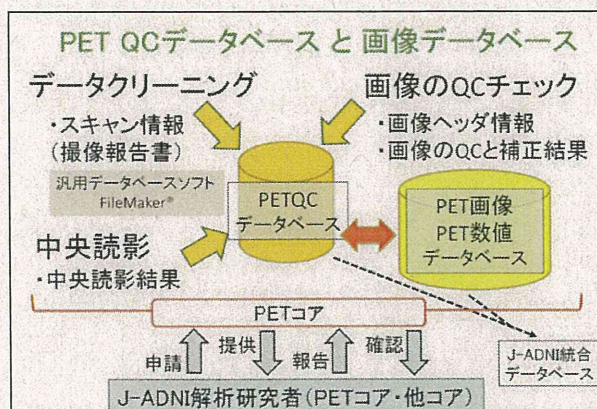 PET QCデータベース と 画像データベース
データクリーニング
・スキャン情報
(撮像報告書)
汎用データベースソフト
FileMaker®
画像のQCチェック
・画像ヘッダ情報
・画像のQCと補正結果
PETQC
データベース
PET画像
PET数値
データベース
中央読影
・中央読影結果
PETコア
申請
提供
報告
確認
J-ADNI統合
データベース
J-ADNI解析研究者(PETコア・他コア)